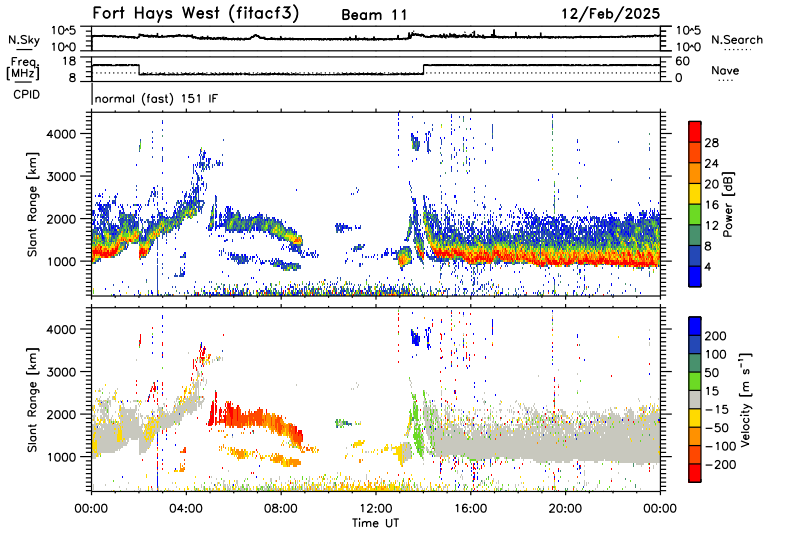 Fort Hays West (fitacf3) Beam 11 12/Feb/2025
N.Sky 10^5 10^0 10^5 10^0 N.Search
Freq. [MHz] 18 8 60 0 Nave
CPID normal (fast) 151 IF
Slant Range [km] 4000 3000 2000 1000
Power [dB] 28 24 20 16 12 8 4
Slant Range [km] 4000 3000 2000 1000
Velocity [m s⁻¹] 200 100 50 15 −15 −50 −100 −200
00:00 04:00 08:00 12:00 16:00 20:00 00:00
Time UT